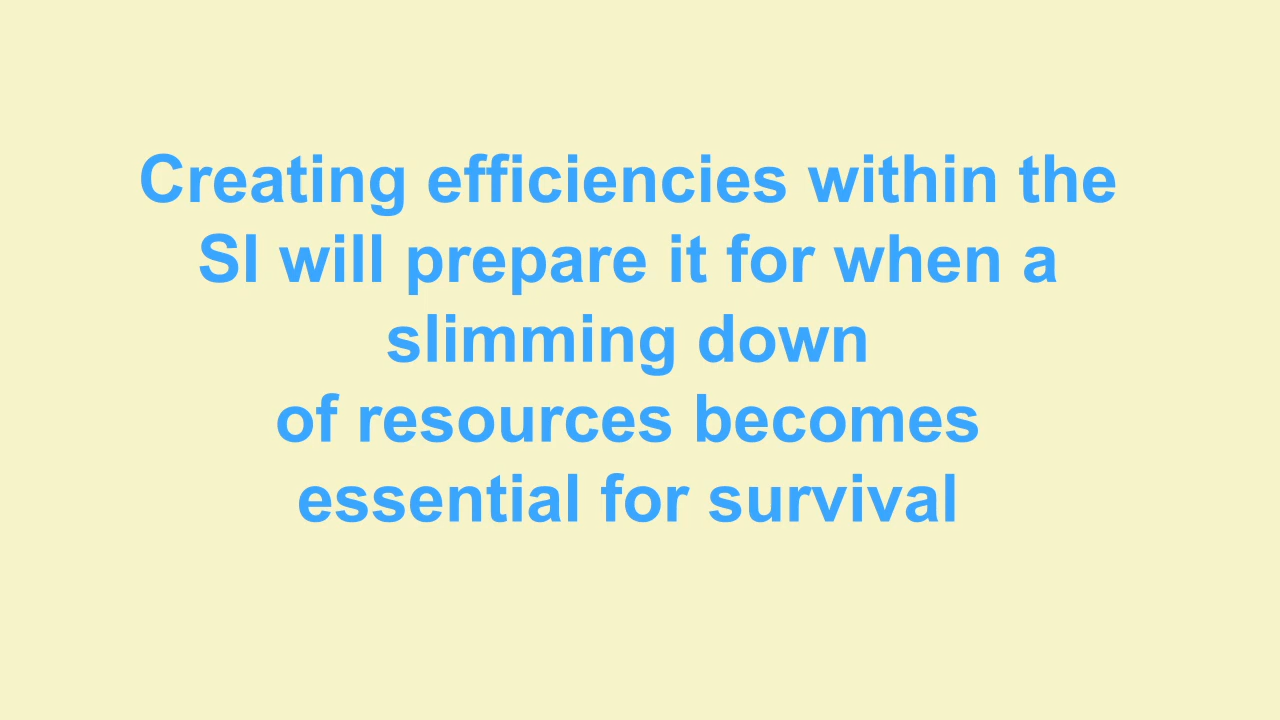 Creating efficiencies within the
SI will prepare it for when a
slimming down
of resources becomes
essential for survival